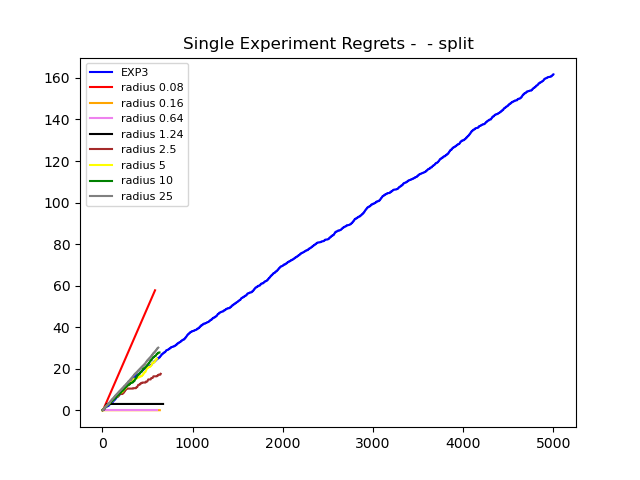 Single Experiment Regrets -  - split
EXP3
radius 0.08
radius 0.16
radius 0.64
radius 1.24
radius 2.5
radius 5
radius 10
radius 25
160
140
120
100
80
60
40
20
0
0 1000 2000 3000 4000 5000